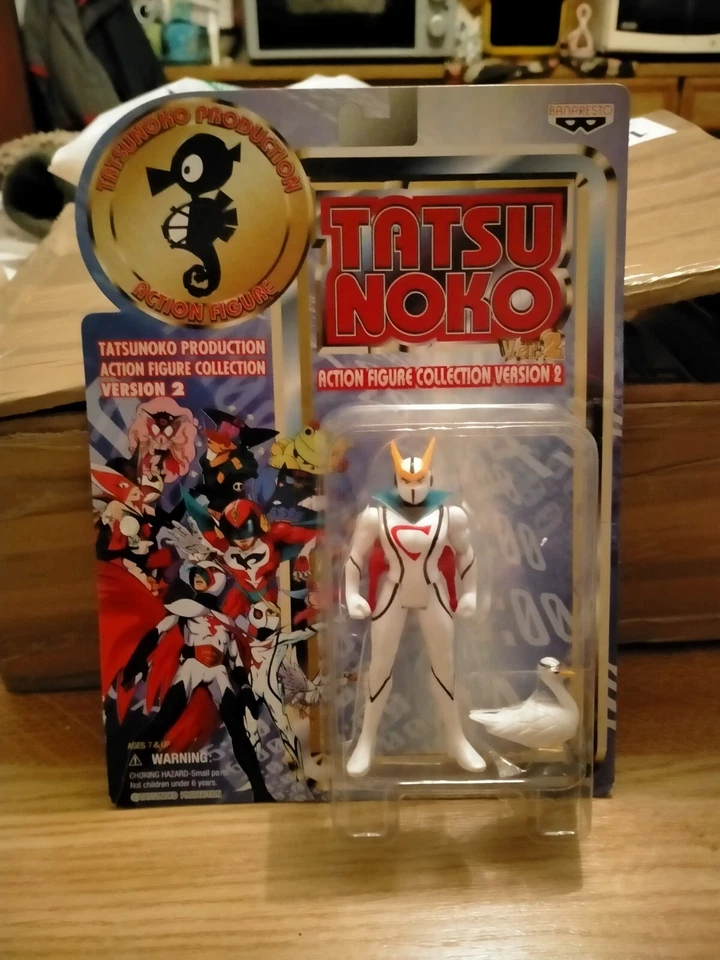 TATSUNOKO PRODUCTION
ACTION FIGURE
BANPRESTO
TATSU
NOKO
Ver.2
ACTION FIGURE COLLECTION VERSION 2
TATSUNOKO PRODUCTION
ACTION FIGURE COLLECTION
VERSION 2
C
AGES 7 & UP
WARNING:
CHOKING HAZARD-Small parts
Not children under 6 years.